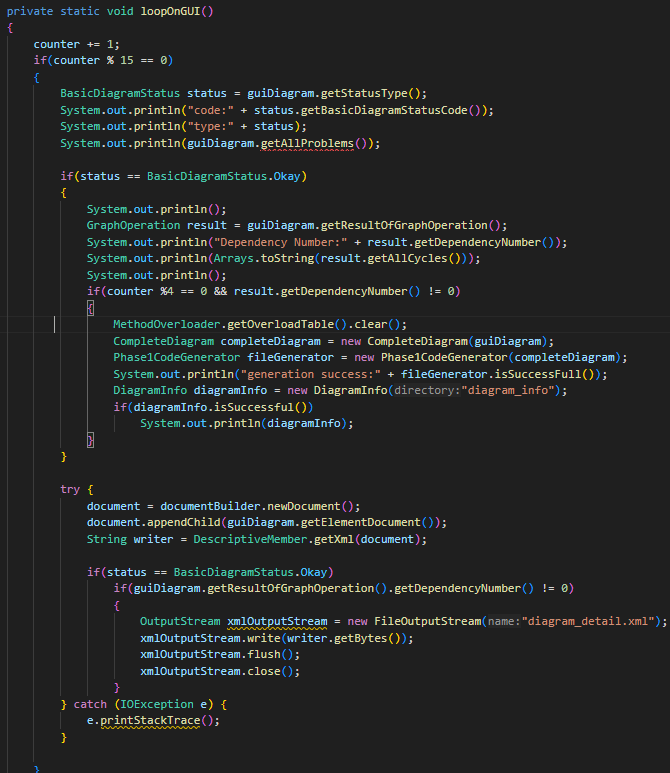 private static void loopOnGUI()
{
    counter += 1;
    if(counter % 15 == 0)
    {
        BasicDiagramStatus status = guiDiagram.getStatusType();
        System.out.println("code:" + status.getBasicDiagramStatusCode());
        System.out.println("type:" + status);
        System.out.println(guiDiagram.getAllProblems());

        if(status == BasicDiagramStatus.Okay)
        {
            System.out.println();
            GraphOperation result = guiDiagram.getResultOfGraphOperation();
            System.out.println("Dependency Number:" + result.getDependencyNumber());
            System.out.println(Arrays.toString(result.getAllCycles()));
            System.out.println();
            if(counter %4 == 0 && result.getDependencyNumber() != 0)
            {
                MethodOverloader.getOverloadTable().clear();
                CompleteDiagram completeDiagram = new CompleteDiagram(guiDiagram);
                Phase1CodeGenerator fileGenerator = new Phase1CodeGenerator(completeDiagram);
                System.out.println("generation success:" + fileGenerator.isSuccessFull());
                DiagramInfo diagramInfo = new DiagramInfo(directory:"diagram_info");
                if(diagramInfo.isSuccessful())
                    System.out.println(diagramInfo);
            }
        }

        try {
            document = documentBuilder.newDocument();
            document.appendChild(guiDiagram.getElementDocument());
            String writer = DescriptiveMember.getXml(document);

            if(status == BasicDiagramStatus.Okay)
                if(guiDiagram.getResultOfGraphOperation().getDependencyNumber() != 0)
                {
                    OutputStream xmlOutputStream = new FileOutputStream(name:"diagram_detail.xml");
                    xmlOutputStream.write(writer.getBytes());
                    xmlOutputStream.flush();
                    xmlOutputStream.close();
                }
        } catch (IOException e) {
            e.printStackTrace();
        }

    }